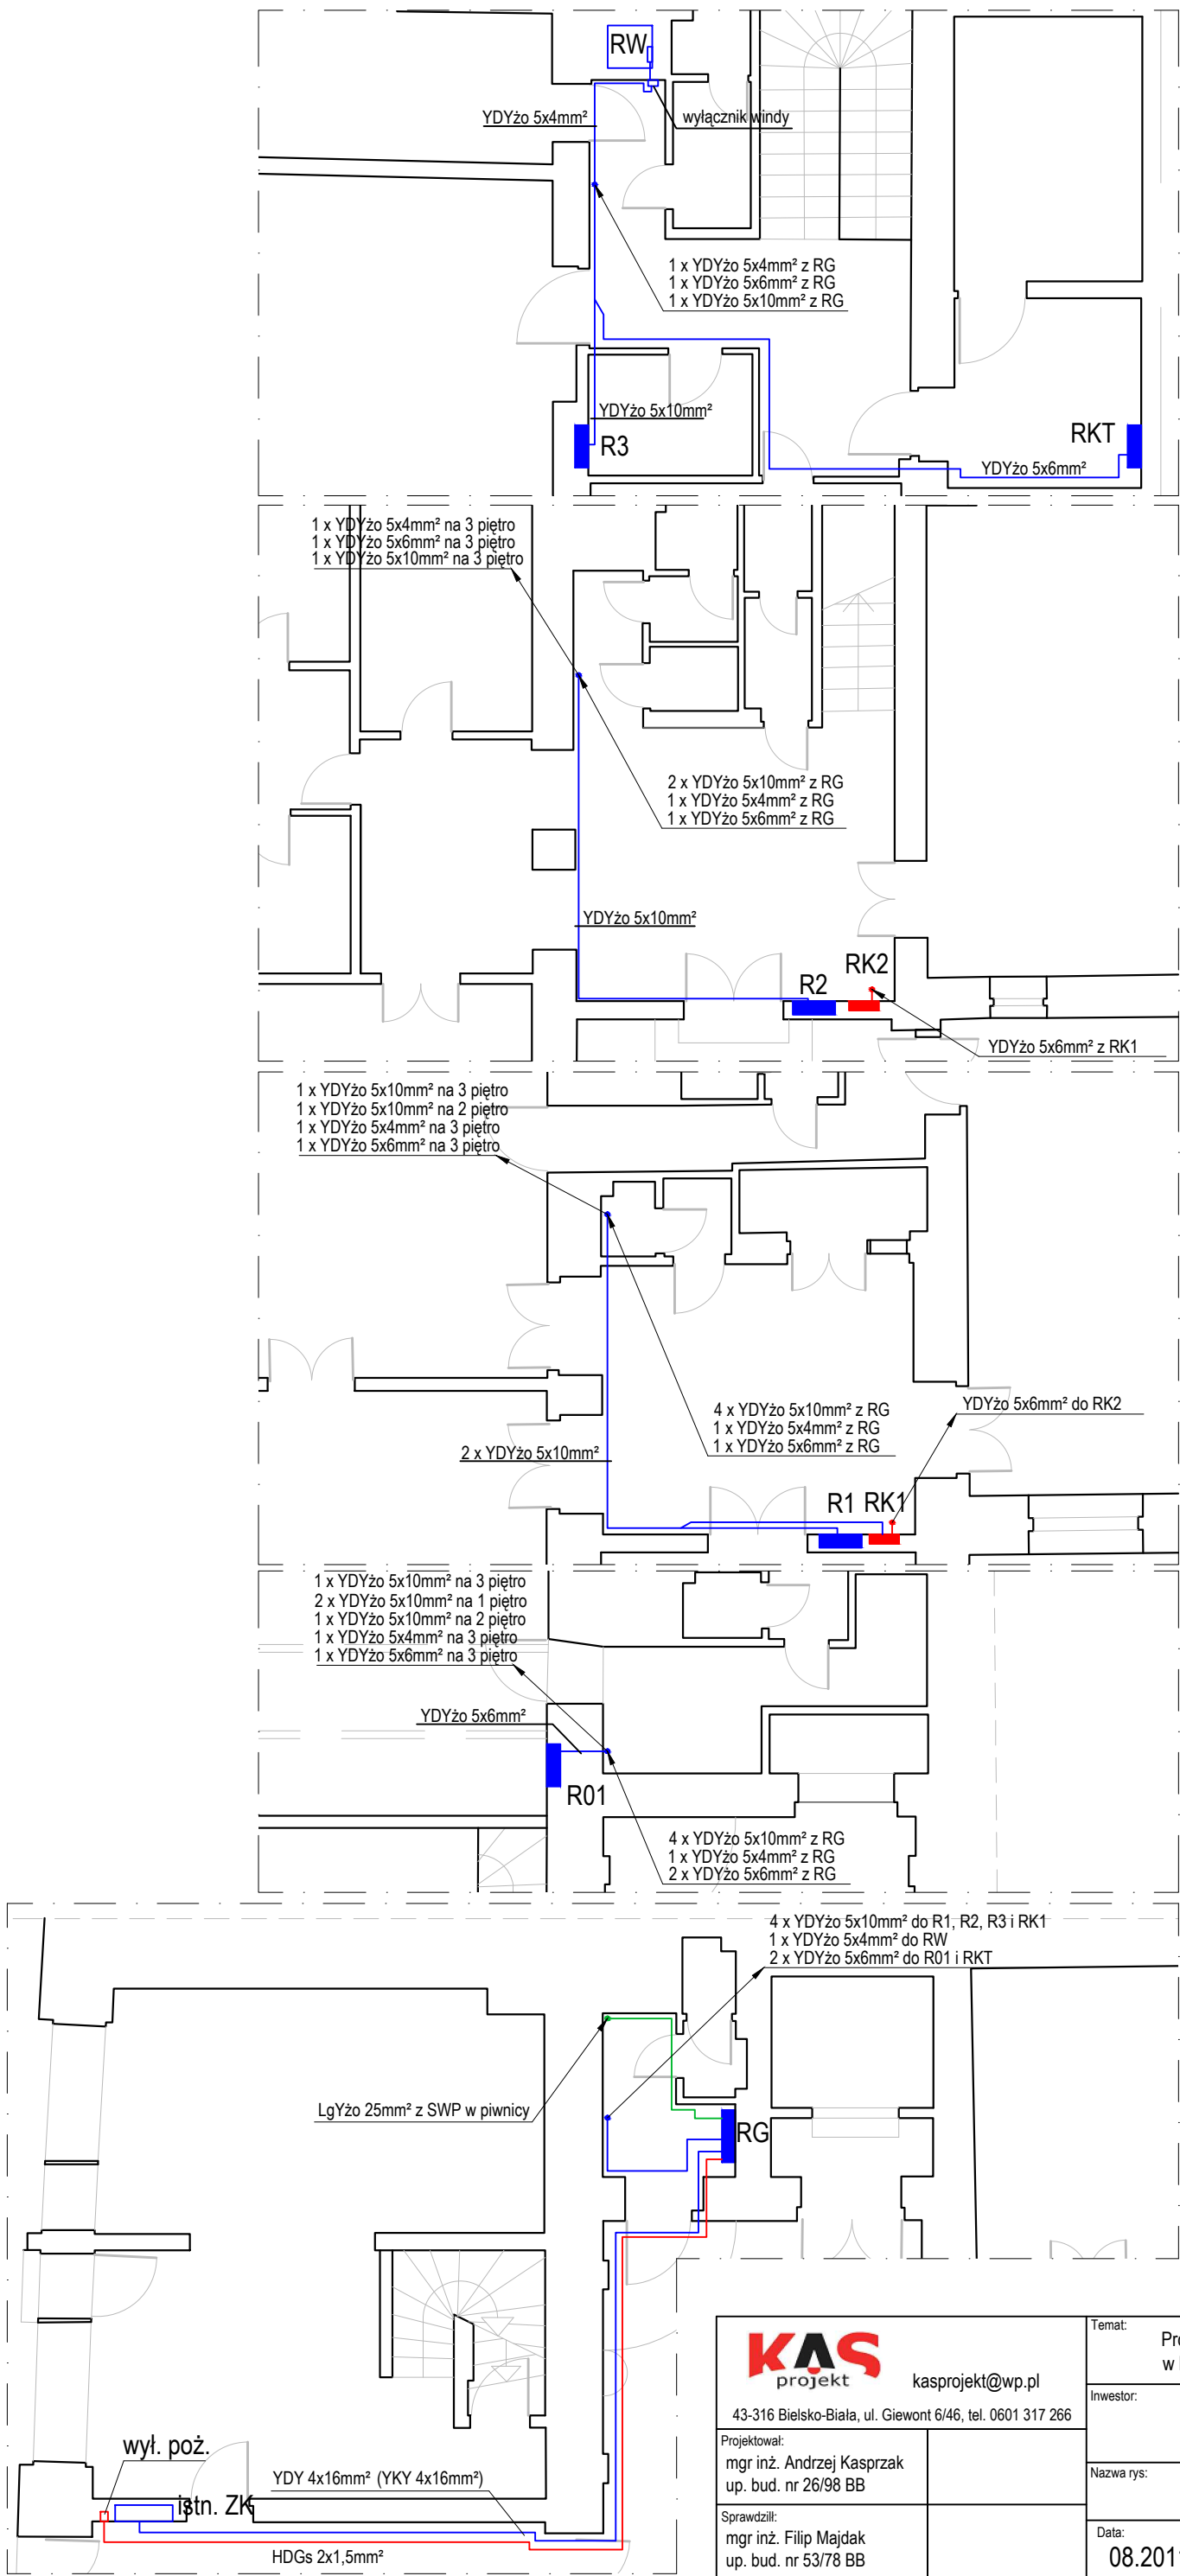 RW
YDYżo 5x4mm²
wyłącznik windy
1 x YDYżo 5x4mm² z RG
1 x YDYżo 5x6mm² z RG
1 x YDYżo 5x10mm² z RG
YDYżo 5x10mm²
R3
RKT
YDYżo 5x6mm²
1 x YDYżo 5x4mm² na 3 piętro
1 x YDYżo 5x6mm² na 3 piętro
1 x YDYżo 5x10mm² na 3 piętro
2 x YDYżo 5x10mm² z RG
1 x YDYżo 5x4mm² z RG
1 x YDYżo 5x6mm² z RG
YDYżo 5x10mm²
R2
RK2
YDYżo 5x6mm² z RK1
1 x YDYżo 5x10mm² na 3 piętro
1 x YDYżo 5x10mm² na 2 piętro
1 x YDYżo 5x4mm² na 3 piętro
1 x YDYżo 5x6mm² na 3 piętro
4 x YDYżo 5x10mm² z RG
1 x YDYżo 5x4mm² z RG
1 x YDYżo 5x6mm² z RG
YDYżo 5x6mm² do RK2
2 x YDYżo 5x10mm²
R1
RK1
1 x YDYżo 5x10mm² na 3 piętro
2 x YDYżo 5x10mm² na 1 piętro
1 x YDYżo 5x10mm² na 2 piętro
1 x YDYżo 5x4mm² na 3 piętro
1 x YDYżo 5x6mm² na 3 piętro
YDYżo 5x6mm²
R01
4 x YDYżo 5x10mm² z RG
1 x YDYżo 5x4mm² z RG
2 x YDYżo 5x6mm² z RG
4 x YDYżo 5x10mm² do R1, R2, R3 i RK1
1 x YDYżo 5x4mm² do RW
2 x YDYżo 5x6mm² do R01 i RKT
LgYżo 25mm² z SWP w piwnicy
RG
wył. poż.
istn. ZK
YDY 4x16mm² (YKY 4x16mm²)
HDGs 2x1,5mm²
KAS
projekt
kasprojekt@wp.pl
43-316 Bielsko-Biała, ul. Giewont 6/46, tel. 0601 317 266
Projektował:
mgr inż. Andrzej Kasprzak
up. bud. nr 26/98 BB
Sprawdził:
mgr inż. Filip Majdak
up. bud. nr 53/78 BB
Temat:
w
Inwestor:
Nazwa rys:
Data: